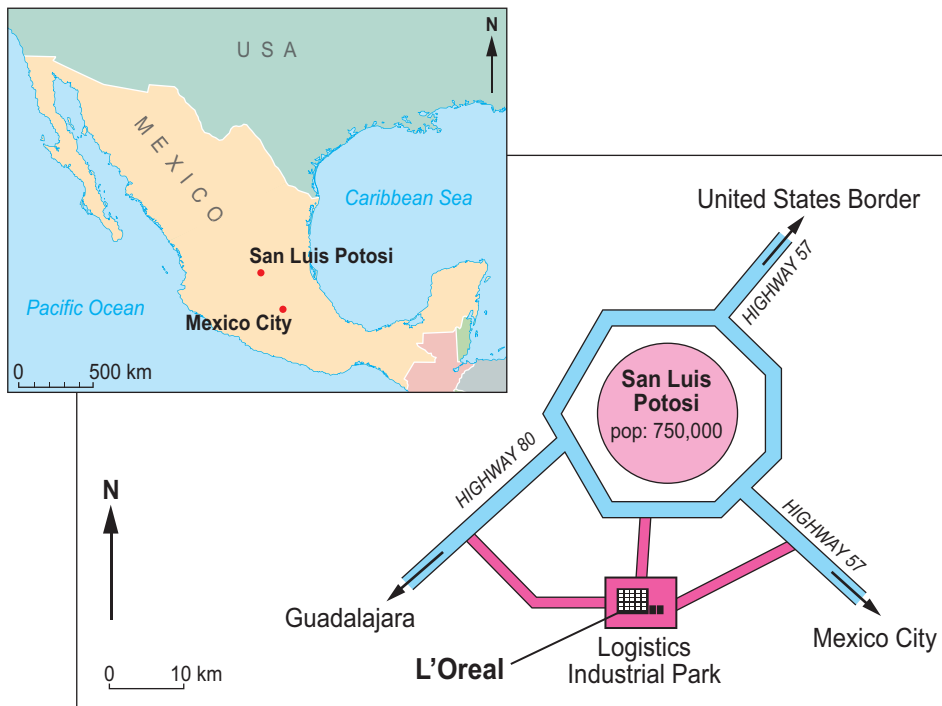 N
U S A
MEXICO
Caribbean Sea
San Luis Potosi
Pacific Ocean
Mexico City
0 500 km
United States Border
HIGHWAY 57
San Luis
Potosi
pop: 750,000
HIGHWAY 80
N
HIGHWAY 57
Guadalajara
Mexico City
Logistics
Industrial Park
L'Oreal
0 10 km